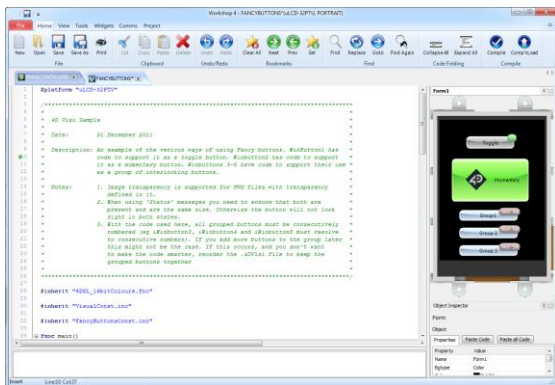 Workshop 4 - FANCYBUTTONS*(uLCD-32PTU, PORTRAIT)
File Home View Tools Widgets Comms Project
New Open Save Save As Print Cut Copy Paste Delete Undo Redo Clear All Next Prev Set Find Replace Goto Find Again Collapse All Expand All Compile Comp'nLoad
File Clipboard Undo/Redo Bookmarks Find Code Folding Compile
FANCYBUTTONS*
#platform "uLCD-32PTU"
4D ViSi Sample
Date: 21 December 2011
Description: An example of the various ways of using Fancy buttons. WinButton1 has
code to support it as a toggle button. Winbutton2 has code to support
it as a momentary button. Winbuttons 3-5 have code to support their use
as a group of interlocking buttons.
Notes: 1. Image transparency is supported for PNG files with transparency
defined in it.
2. When using 'Status' messages you need to ensure that both are
present and are the same size. Otherwise the button will not look
right in both states.
3. With the code used here, all grouped buttons must be consecutively
numbered (eg iWinbutton3, iWinbutton4 and iWinbutton5 must resolve
to consecutive numbers). If you add more buttons to the group later
this might not be the case. If this occurs, and you don't want
to make the code smarter, reorder the .4DViSi file to keep the
grouped buttons together
#inherit "4DGL_16bitColours.fnc"
#inherit "VisualConst.inc"
#inherit "FancyButtonsConst.inc"
func main()
Form1
Toggle
4D Momentary
Group1
Group 2
Group 3
Object Inspector
Form
Object
Properties Paste Code Paste all Code
Property Value
Name Form1
Bgtype Color
Insert Line:10 Col:37